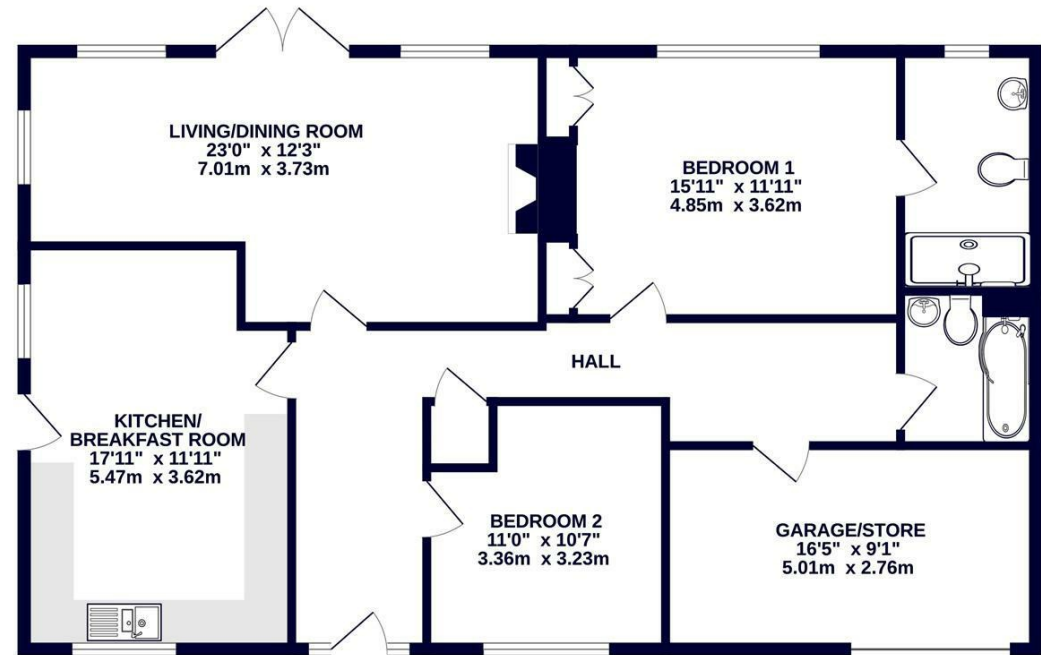 LIVING/DINING ROOM
23'0" x 12'3"
7.01m x 3.73m
BEDROOM 1
15'11" x 11'11"
4.85m x 3.62m
HALL
KITCHEN/
BREAKFAST ROOM
17'11" x 11'11"
5.47m x 3.62m
BEDROOM 2
11'0" x 10'7"
3.36m x 3.23m
GARAGE/STORE
16'5" x 9'1"
5.01m x 2.76m